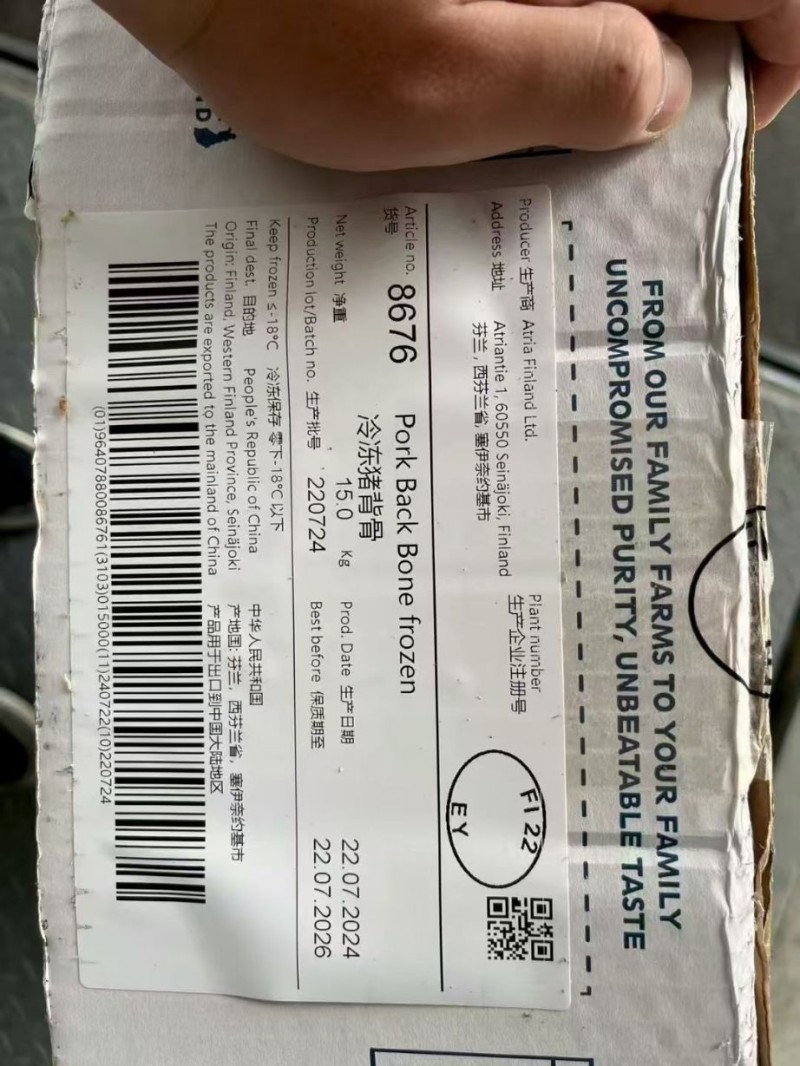 FROM OUR FAMILY FARMS TO YOUR FAMILY
UNCOMPROMISED PURITY, UNBEATABLE TASTE
Producer 生产商 Atria Finland Ltd.
Address 地址 Atriantie 1, 60550 Seinäjoki, Finland
芬兰, 西芬兰省, 塞伊奈约基市
Plant number
生产企业注册号
FI 22
EY
Article no. 8676 Pork Back Bone frozen
货号 冷冻猪背骨
Net weight 净重 15.0 Kg Prod. Date 生产日期 22.07.2024
Production lot/Batch no. 生产批号 220724 Best before 保质期至 22.07.2026
Keep frozen ≤-18°C 冷冻保存 零下-18°C以下
Final dest. 目的地 People's Republic of China 中华人民共和国
Origin: Finland, Western Finland Province, Seinäjoki 产地国: 芬兰, 西芬兰省, 塞伊奈约基市
The products are exported to the mainland of China 产品用于出口到中国大陆地区
(01)96407880086761(3103)015000(11)240722(10)220724